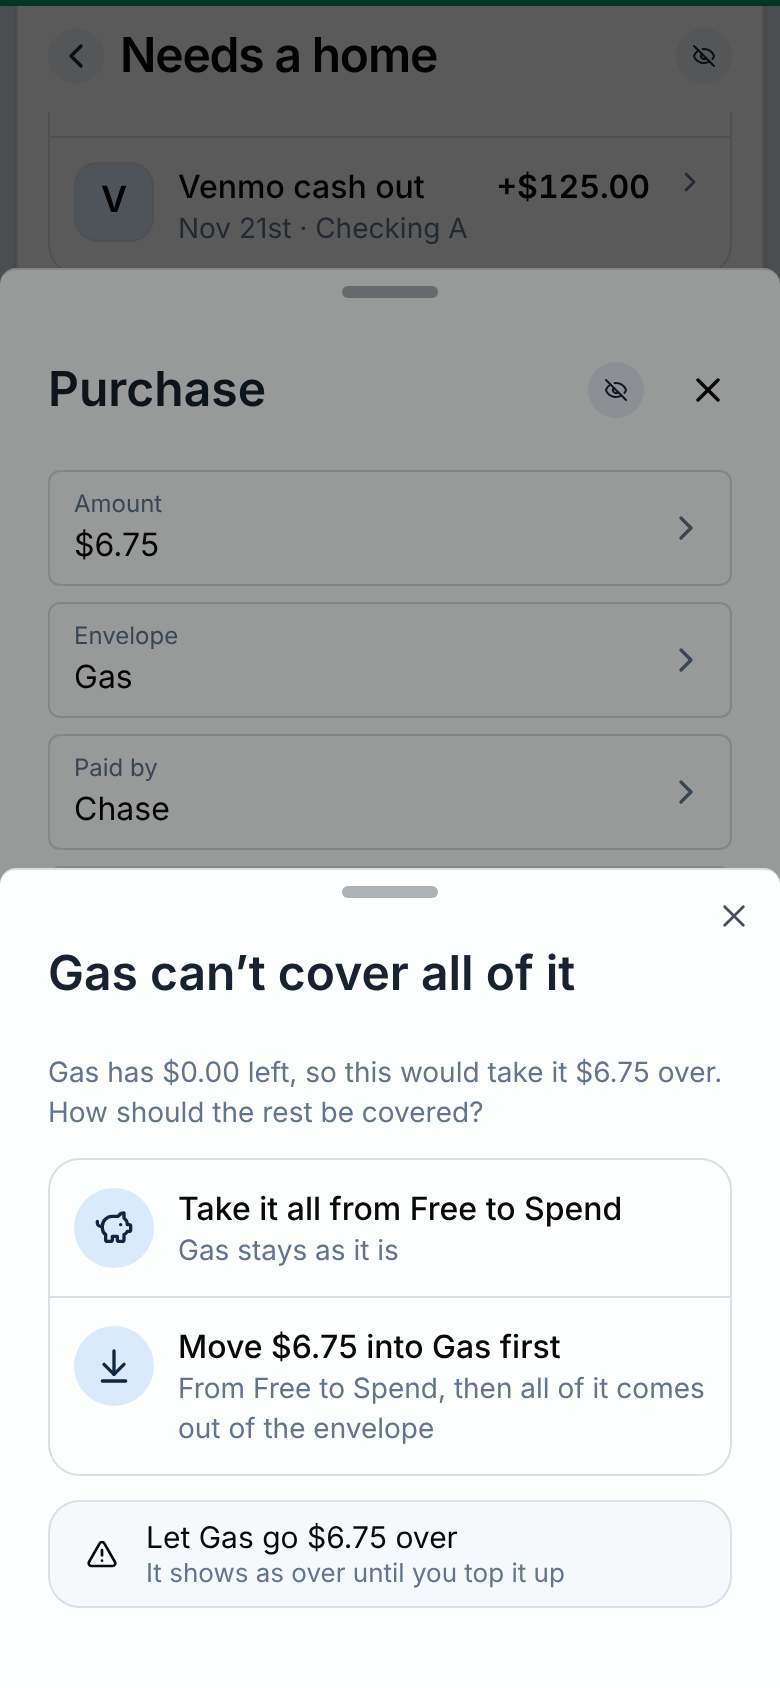 Needs a home
V
Venmo cash out
+$125.00
Nov 21st · Checking A
Purchase
Amount
$6.75
Envelope
Gas
Paid by
Chase
Gas can’t cover all of it
Gas has $0.00 left, so this would take it $6.75 over.
How should the rest be covered?
Take it all from Free to Spend
Gas stays as it is
Move $6.75 into Gas first
From Free to Spend, then all of it comes
out of the envelope
Let Gas go $6.75 over
It shows as over until you top it up